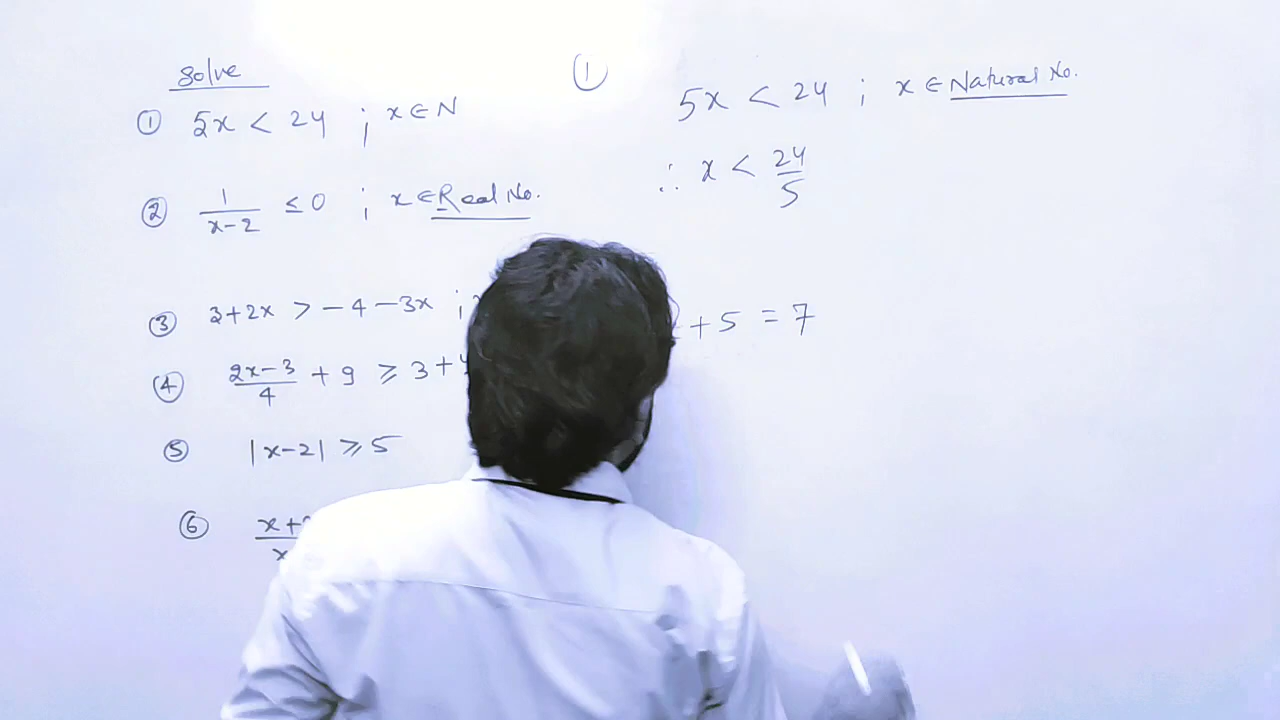 Solve
① 5x < 24 ; x ∈ N
② 1/(x-2) ≤ 0 ; x ∈ Real No.
③ 3+2x > -4-3x ;
④ (2x-3)/4 + 9 ≥ 3+
⑤ |x-2| ≥ 5
⑥ x+
x
①
5x < 24 ; x ∈ Natural No.
∴ x < 24/5
+5 = 7